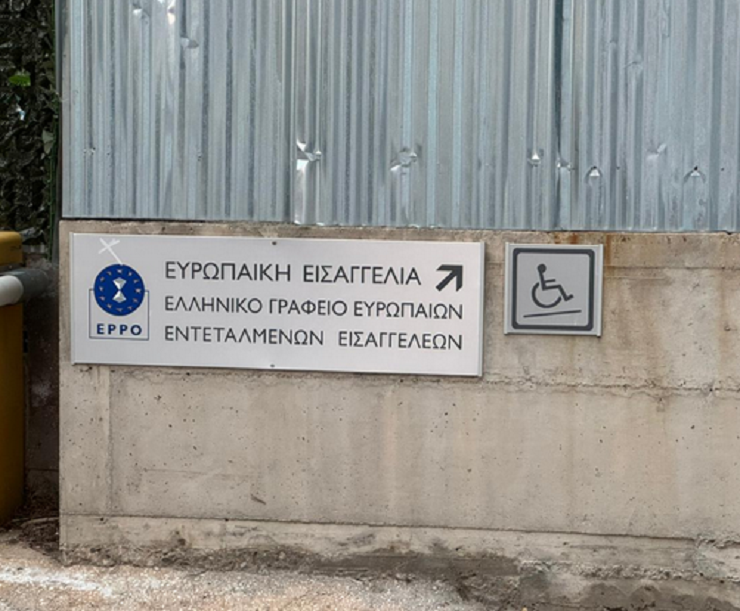 ΕΥΡΩΠΑΙΚΗ ΕΙΣΑΓΓΕΛΙΑ
ΕΛΛΗΝΙΚΟ ΓΡΑΦΕΙΟ ΕΥΡΩΠΑΙΩΝ
ΕΝΤΕΤΑΛΜΕΝΩΝ ΕΙΣΑΓΓΕΛΕΩΝ
EPPO